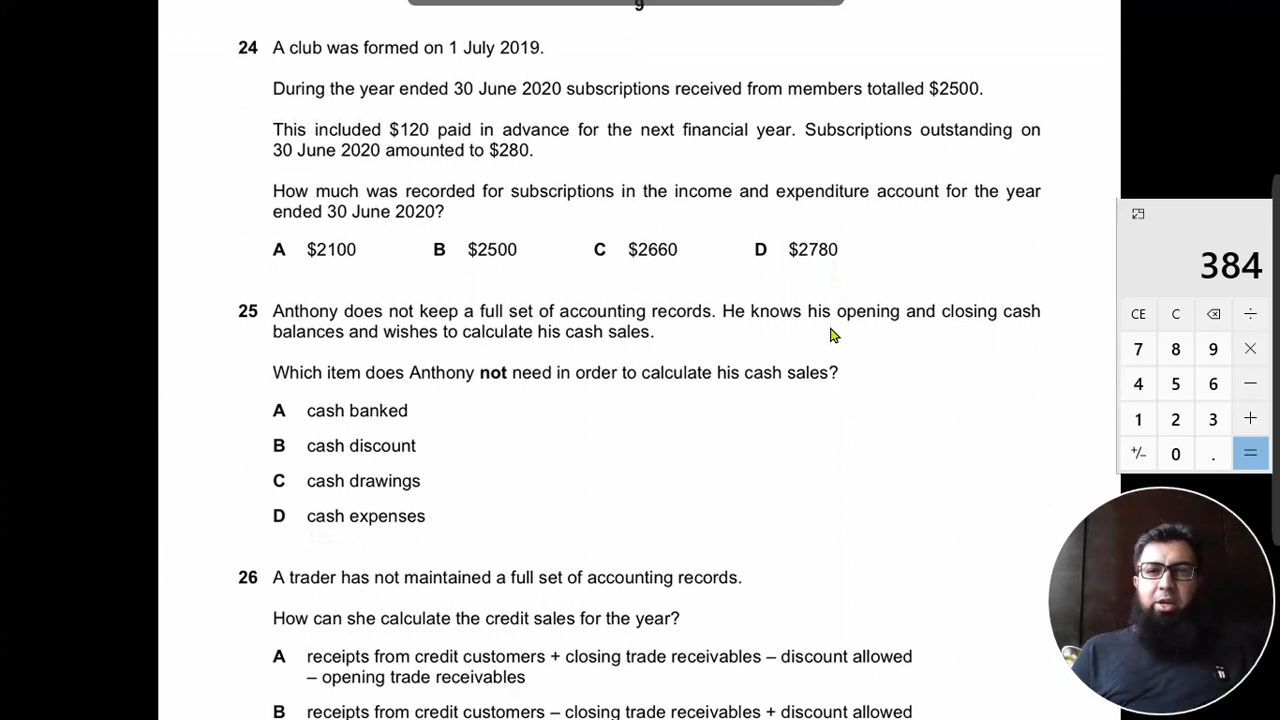 9
24 A club was formed on 1 July 2019.
During the year ended 30 June 2020 subscriptions received from members totalled $2500.
This included $120 paid in advance for the next financial year. Subscriptions outstanding on
30 June 2020 amounted to $280.
How much was recorded for subscriptions in the income and expenditure account for the year
ended 30 June 2020?
A $2100 B $2500 C $2660 D $2780
25 Anthony does not keep a full set of accounting records. He knows his opening and closing cash
balances and wishes to calculate his cash sales.
Which item does Anthony not need in order to calculate his cash sales?
A cash banked
B cash discount
C cash drawings
D cash expenses
26 A trader has not maintained a full set of accounting records.
How can she calculate the credit sales for the year?
A receipts from credit customers + closing trade receivables – discount allowed
– opening trade receivables
B receipts from credit customers – closing trade receivables + discount allowed
384
CE C ⌫ ÷
7 8 9 ×
4 5 6 −
1 2 3 +
+/− 0 . =